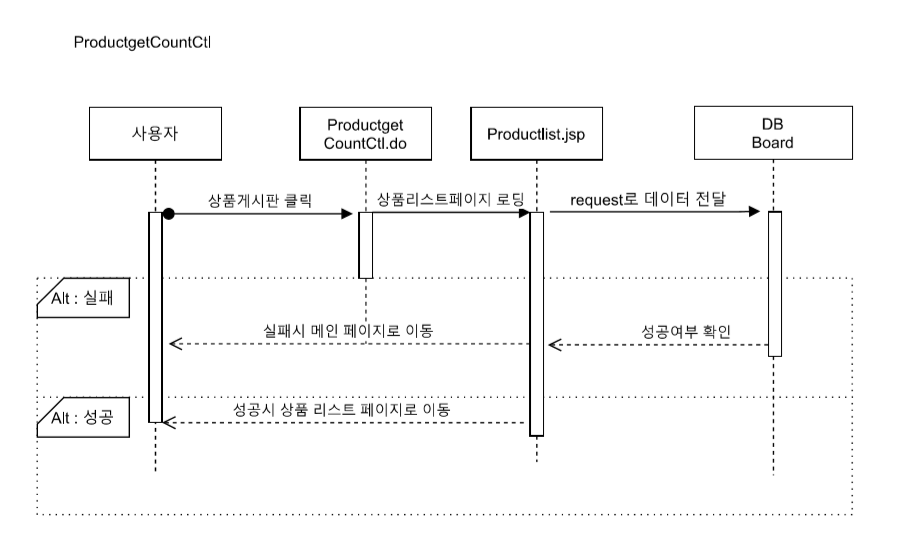 ProductgetCountCtl
사용자
Productget
CountCtl.do
Productlist.jsp
DB
Board
상품게시판 클릭
상품리스트페이지 로딩
request로 데이터 전달
Alt : 실패
실패시 메인 페이지로 이동
성공여부 확인
Alt : 성공
성공시 상품 리스트 페이지로 이동